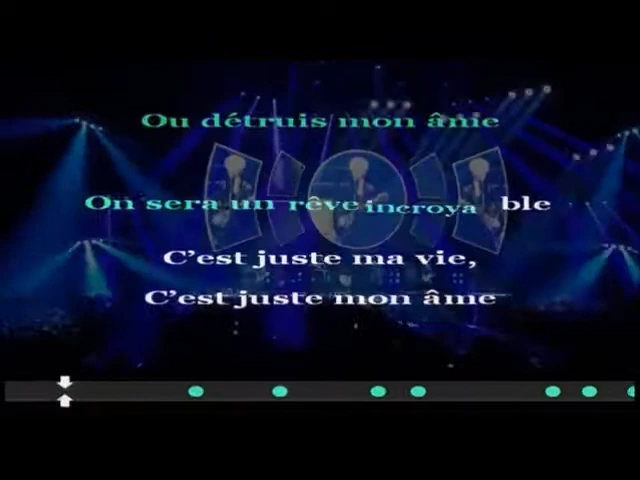 Ou détruis mon âme
On sera un rêve incroya ble
C'est juste ma vie,
C'est juste mon âme